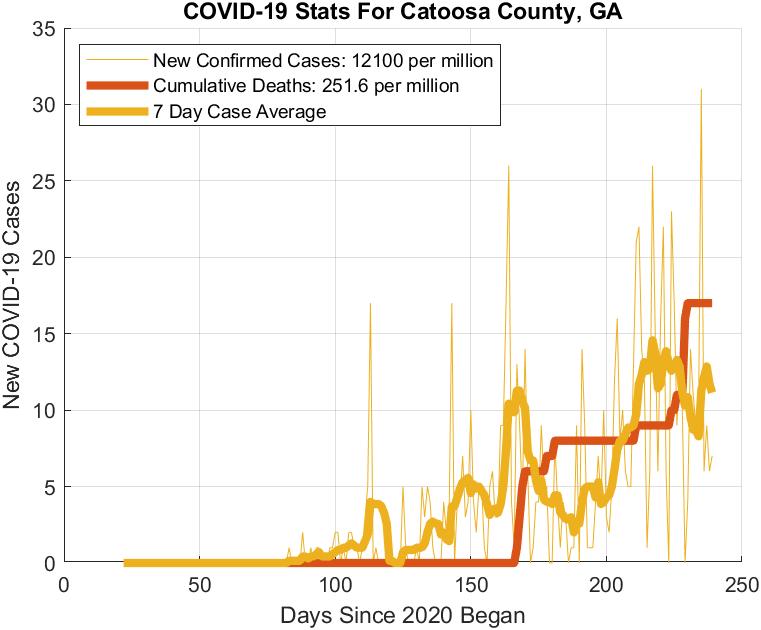 COVID-19 Stats For Catoosa County, GA
35
30
25
20
15
10
5
0
New COVID-19 Cases
New Confirmed Cases: 12100 per million
Cumulative Deaths: 251.6 per million
7 Day Case Average
0 50 100 150 200 250
Days Since 2020 Began